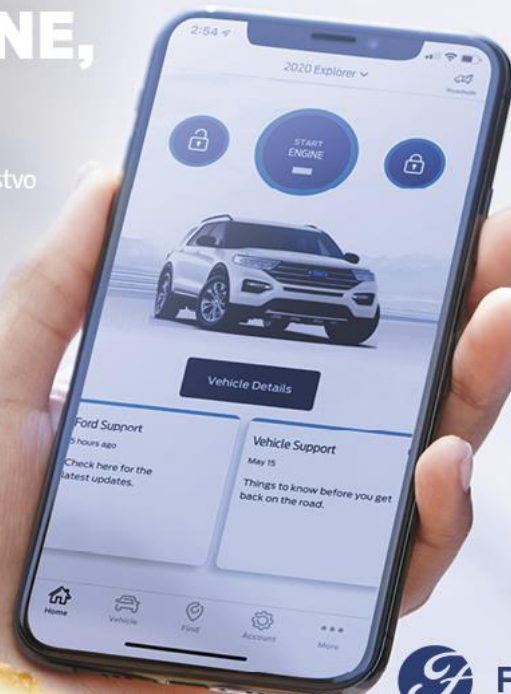 NE,
stvo
2:54
2020 Explorer
Roadside
START
ENGINE
Ford
Vehicle Details
Ford Support
5 hours ago
Check here for the
latest updates.
Vehicle Support
May 15
Things to know before you get
back on the road.
Home
Vehicle
Find
Account
More
F